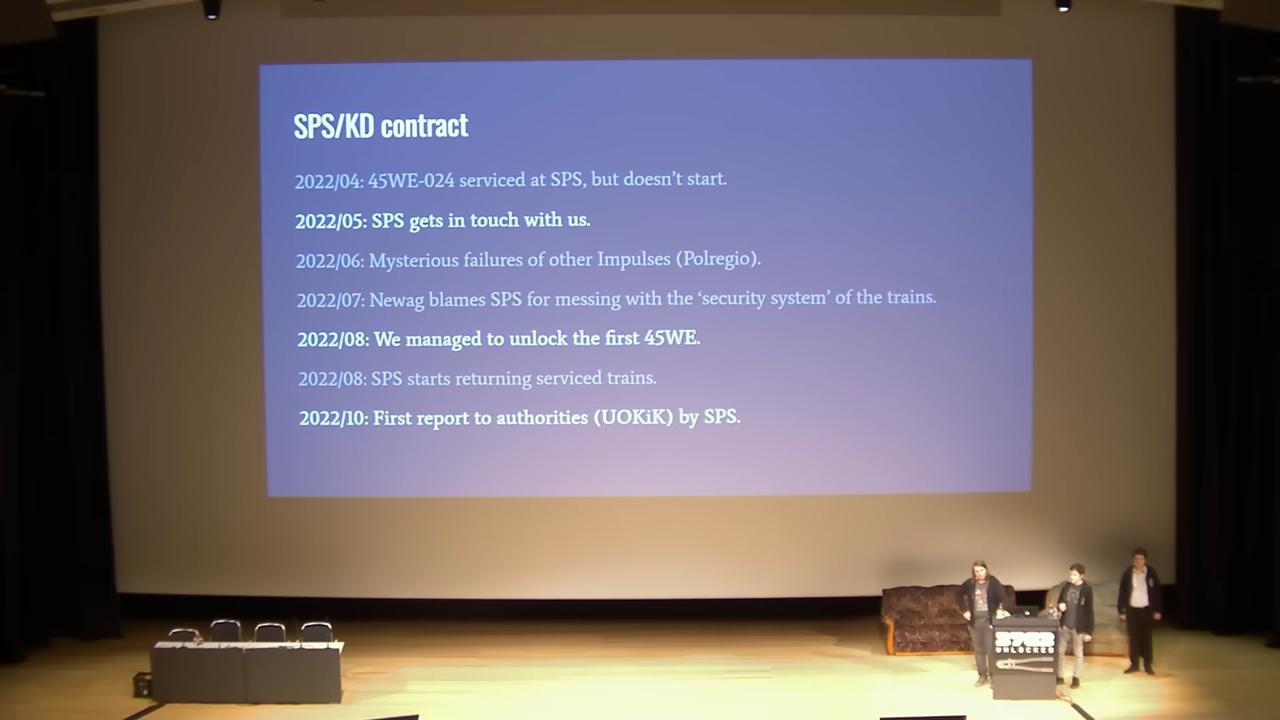 SPS/KD contract
2022/04: 45WE-024 serviced at SPS, but doesn’t start.
2022/05: SPS gets in touch with us.
2022/06: Mysterious failures of other Impulses (Polregio).
2022/07: Newag blames SPS for messing with the ‘security system’ of the trains.
2022/08: We managed to unlock the first 45WE.
2022/08: SPS starts returning serviced trains.
2022/10: First report to authorities (UOKiK) by SPS.
37C3
UNLOCKED